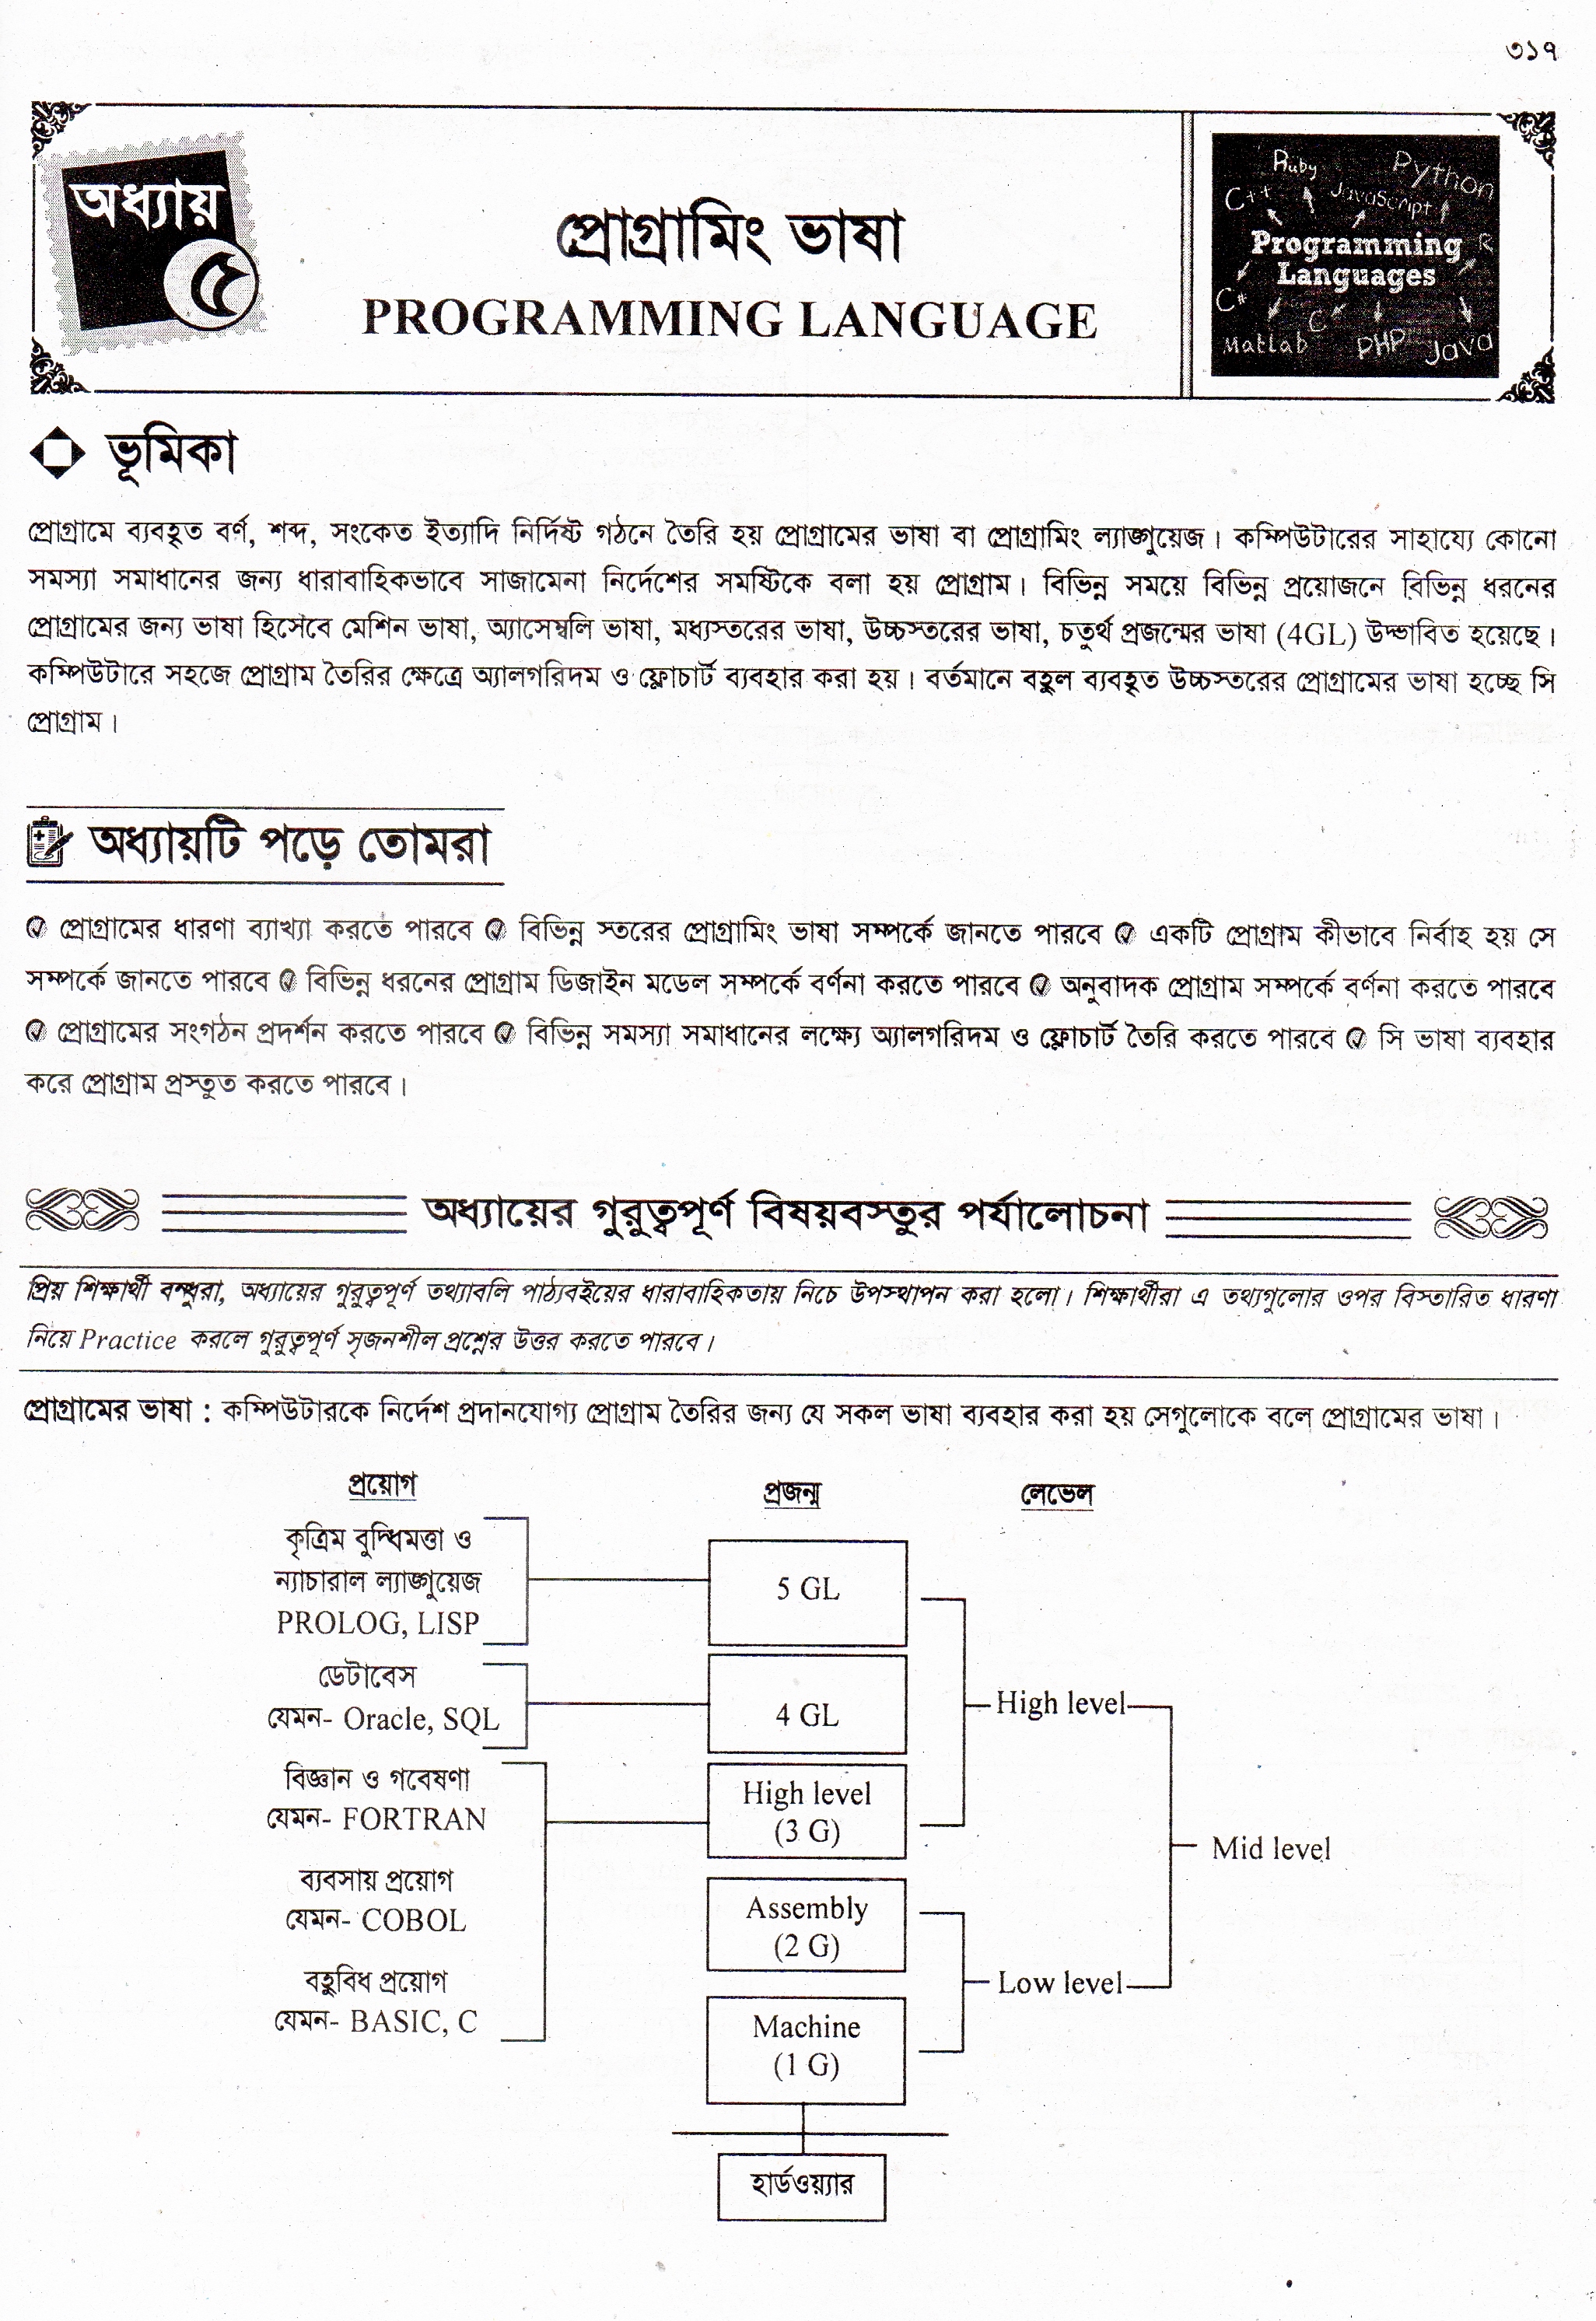 ৩১৭
অধ্যায়
৫
প্রোগ্রামিং ভাষা
PROGRAMMING LANGUAGE
Ruby
Python
C++
JavaScript
Programming
R
Languages
C#
C
Matlab
PHP
Java
ভূমিকা
প্রোগ্রামে ব্যবহৃত বর্ণ, শব্দ, সংকেত ইত্যাদি নির্দিষ্ট গঠনে তৈরি হয় প্রোগ্রামের ভাষা বা প্রোগ্রামিং ল্যাঙ্গুয়েজ। কম্পিউটারের সাহায্যে কোনো
সমস্যা সমাধানের জন্য ধারাবাহিকভাবে সাজামেনা নির্দেশের সমষ্টিকে বলা হয় প্রোগ্রাম। বিভিন্ন সময়ে বিভিন্ন প্রয়োজনে বিভিন্ন ধরনের
প্রোগ্রামের জন্য ভাষা হিসেবে মেশিন ভাষা, অ্যাসেম্বলি ভাষা, মধ্যস্তরের ভাষা, উচ্চস্তরের ভাষা, চতুর্থ প্রজন্মের ভাষা (4GL) উদ্ভাবিত হয়েছে।
কম্পিউটারে সহজে প্রোগ্রাম তৈরির ক্ষেত্রে অ্যালগরিদম ও ফ্লোচার্ট ব্যবহার করা হয়। বর্তমানে বহুল ব্যবহৃত উচ্চস্তরের প্রোগ্রামের ভাষা হচ্ছে সি
প্রোগ্রাম।
অধ্যায়টি পড়ে তোমরা
প্রোগ্রামের ধারণা ব্যাখ্যা করতে পারবে বিভিন্ন স্তরের প্রোগ্রামিং ভাষা সম্পর্কে জানতে পারবে একটি প্রোগ্রাম কীভাবে নির্বাহ হয় সে
সম্পর্কে জানতে পারবে বিভিন্ন ধরনের প্রোগ্রাম ডিজাইন মডেল সম্পর্কে বর্ণনা করতে পারবে অনুবাদক প্রোগ্রাম সম্পর্কে বর্ণনা করতে পারবে
প্রোগ্রামের সংগঠন প্রদর্শন করতে পারবে বিভিন্ন সমস্যা সমাধানের লক্ষ্যে অ্যালগরিদম ও ফ্লোচার্ট তৈরি করতে পারবে সি ভাষা ব্যবহার
করে প্রোগ্রাম প্রস্তুত করতে পারবে।
অধ্যায়ের গুরুত্বপূর্ণ বিষয়বস্তুর পর্যালোচনা
প্রিয় শিক্ষার্থী বন্ধুরা, অধ্যায়ের গুরুত্বপূর্ণ তথ্যাবলি পাঠ্যবইয়ের ধারাবাহিকতায় নিচে উপস্থাপন করা হলো। শিক্ষার্থীরা এ তথ্যগুলোর ওপর বিস্তারিত ধারণা
নিয়ে Practice করলে গুরুত্বপূর্ণ সৃজনশীল প্রশ্নের উত্তর করতে পারবে।
প্রোগ্রামের ভাষা : কম্পিউটারকে নির্দেশ প্রদানযোগ্য প্রোগ্রাম তৈরির জন্য যে সকল ভাষা ব্যবহার করা হয় সেগুলোকে বলে প্রোগ্রামের ভাষা।
প্রয়োগ
প্রজন্ম
লেভেল
কৃত্রিম বুদ্ধিমত্তা ও
ন্যাচারাল ল্যাঙ্গুয়েজ
PROLOG, LISP
5 GL
ডেটাবেস
যেমন- Oracle, SQL
4 GL
High level
বিজ্ঞান ও গবেষণা
যেমন- FORTRAN
High level
(3 G)
Mid level
ব্যবসায় প্রয়োগ
যেমন- COBOL
Assembly
(2 G)
বহুবিধ প্রয়োগ
যেমন- BASIC, C
Low level
Machine
(1 G)
হার্ডওয়্যার